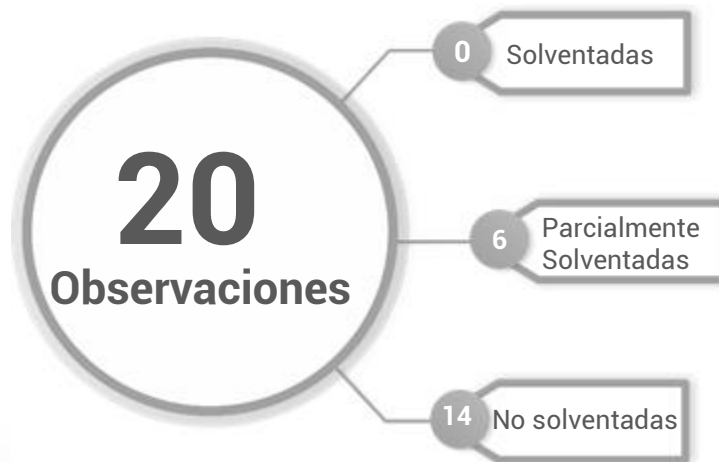 20
Observaciones
0
Solventadas
6
Parcialmente
Solventadas
14
No solventadas